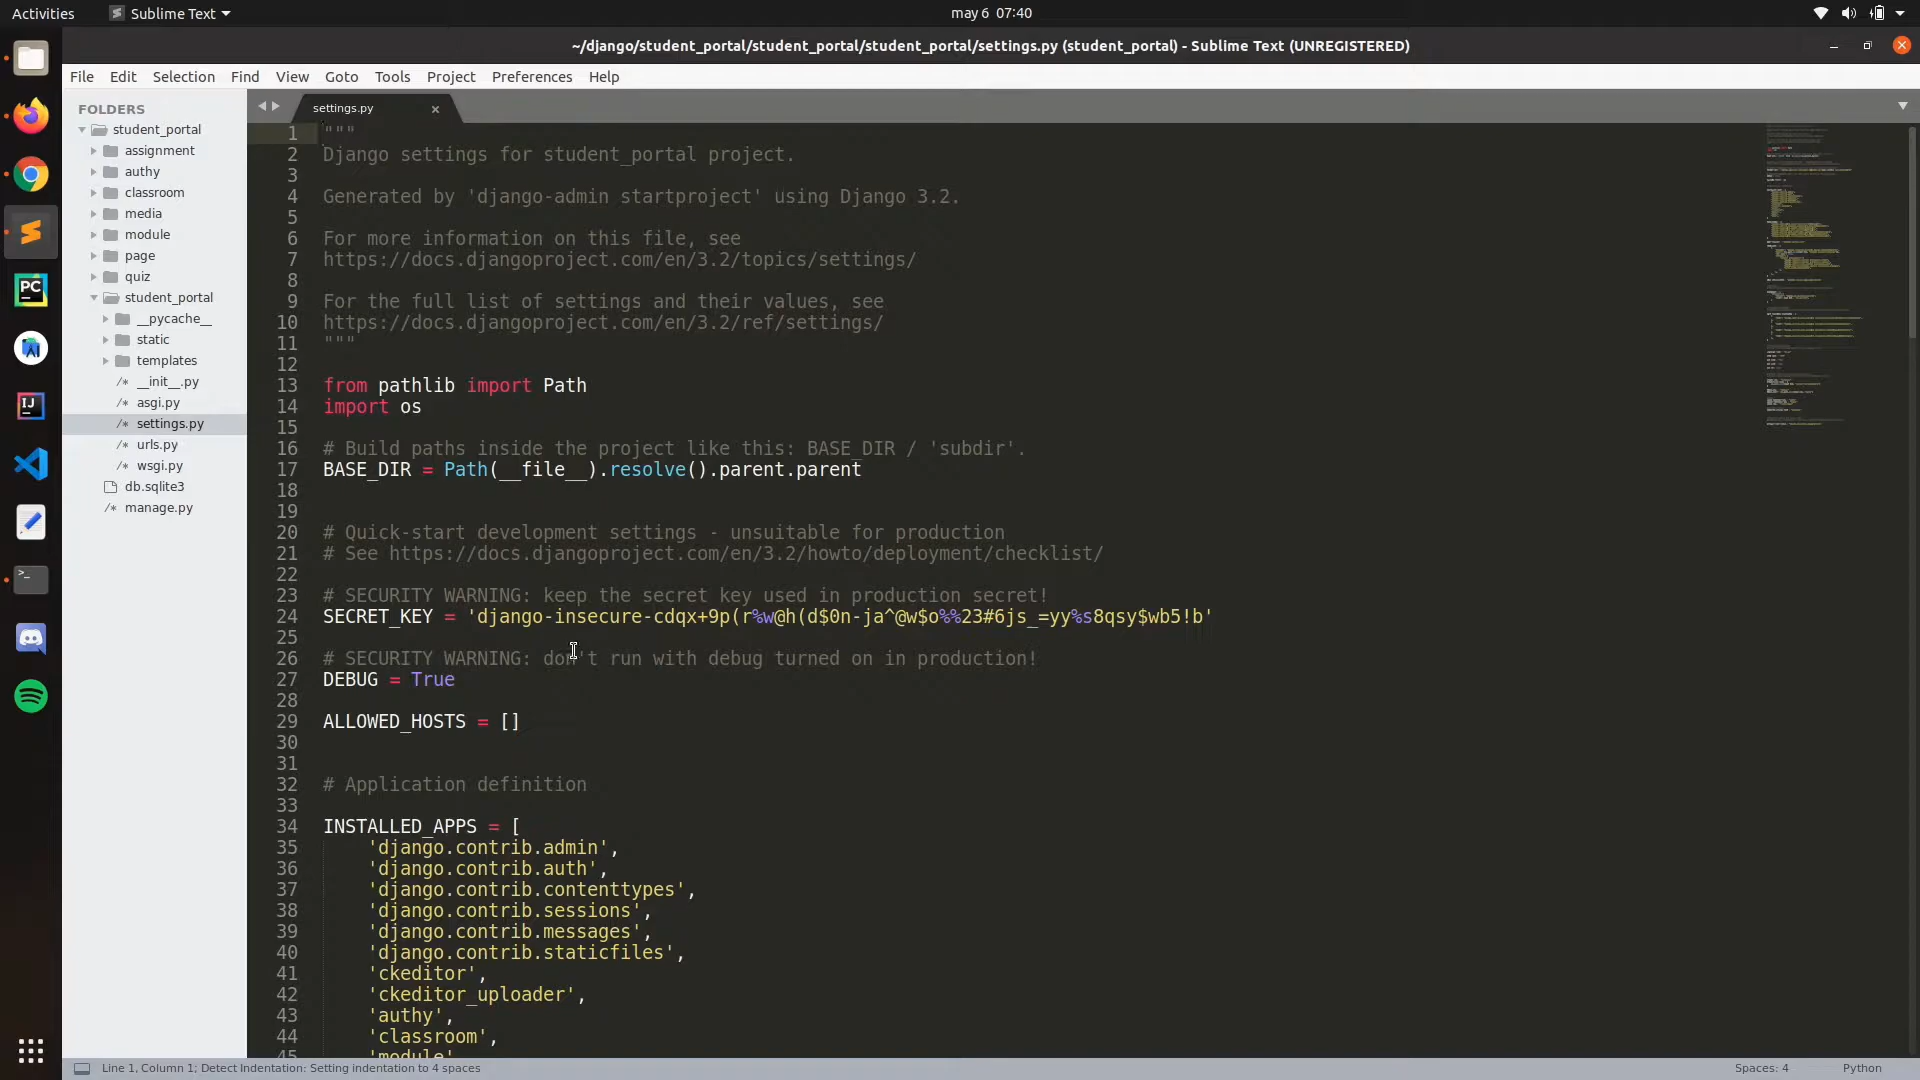 Activities
Sublime Text
may 6 07:40
~/django/student_portal/student_portal/student_portal/settings.py (student_portal) - Sublime Text (UNREGISTERED)
File Edit Selection Find View Goto Tools Project Preferences Help
FOLDERS
student_portal
assignment
authy
classroom
media
module
page
quiz
student_portal
__pycache__
static
templates
/* __init__.py
/* asgi.py
/* settings.py
/* urls.py
/* wsgi.py
db.sqlite3
/* manage.py
settings.py
1 """
2 Django settings for student_portal project.
3
4 Generated by 'django-admin startproject' using Django 3.2.
5
6 For more information on this file, see
7 https://docs.djangoproject.com/en/3.2/topics/settings/
8
9 For the full list of settings and their values, see
10 https://docs.djangoproject.com/en/3.2/ref/settings/
11 """
12
13 from pathlib import Path
14 import os
15
16 # Build paths inside the project like this: BASE_DIR / 'subdir'.
17 BASE_DIR = Path(__file__).resolve().parent.parent
18
19
20 # Quick-start development settings - unsuitable for production
21 # See https://docs.djangoproject.com/en/3.2/howto/deployment/checklist/
22
23 # SECURITY WARNING: keep the secret key used in production secret!
24 SECRET_KEY = 'django-insecure-cdqx+9p(r%w@h(d$0n-ja^@w$o%%23#6js_=yy%s8qsy$wb5!b'
25
26 # SECURITY WARNING: don't run with debug turned on in production!
27 DEBUG = True
28
29 ALLOWED_HOSTS = []
30
31
32 # Application definition
33
34 INSTALLED_APPS = [
35 'django.contrib.admin',
36 'django.contrib.auth',
37 'django.contrib.contenttypes',
38 'django.contrib.sessions',
39 'django.contrib.messages',
40 'django.contrib.staticfiles',
41 'ckeditor',
42 'ckeditor_uploader',
43 'authy',
44 'classroom',
45 'module'
PC
IJ
>_
Line 1, Column 1; Detect Indentation: Setting indentation to 4 spaces
Spaces: 4
Python